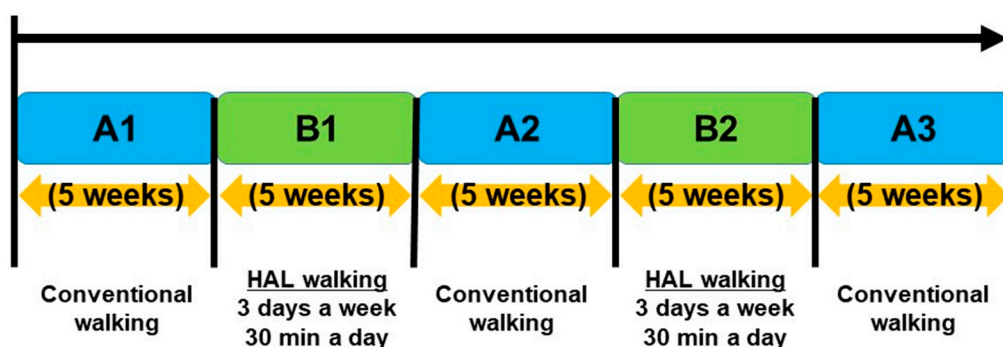 A1 B1 A2 B2 A3
(5 weeks) (5 weeks) (5 weeks) (5 weeks) (5 weeks)
Conventional
walking
HAL walking
3 days a week
30 min a day
Conventional
walking
HAL walking
3 days a week
30 min a day
Conventional
walking